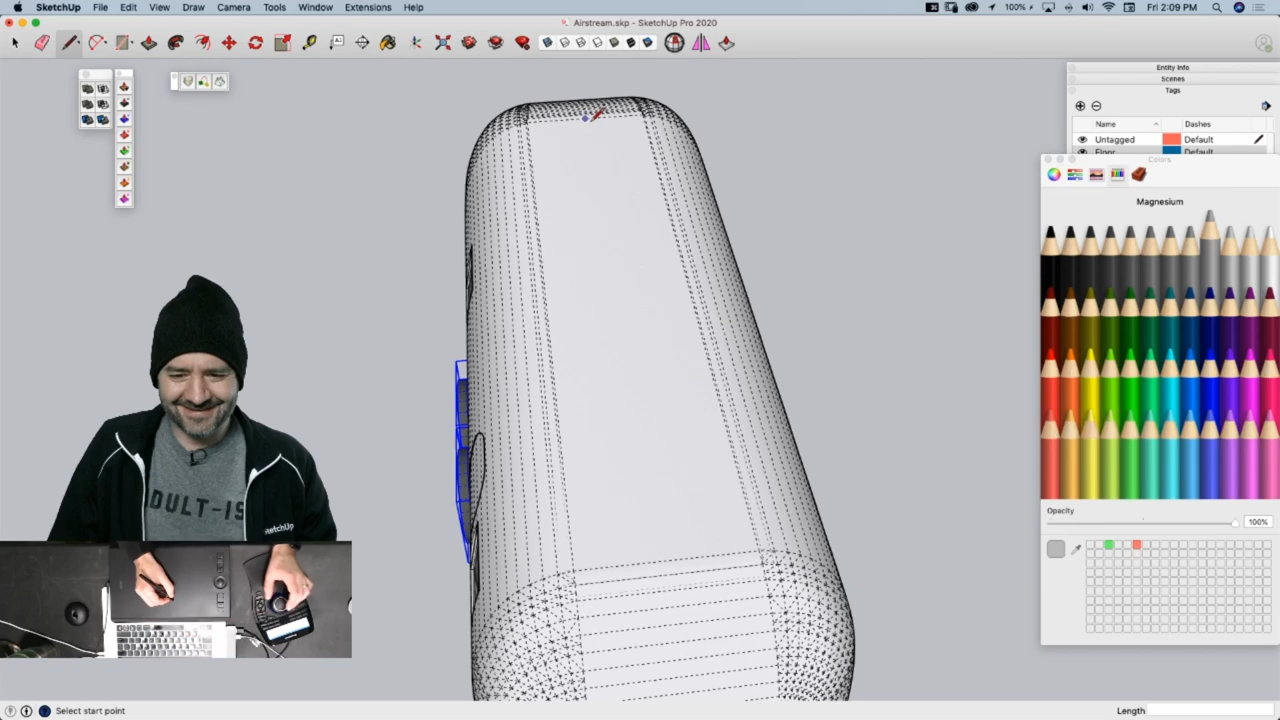 SketchUp File Edit View Draw Camera Tools Window Extensions Help
100% Fri 2:09 PM
Airstream.skp - SketchUp Pro 2020
Entity Info
Scenes
Tags
Name Dashes
Untagged Default
Floor Default
Colors
Magnesium
DULT-IS
SketchUp
Opacity
100%
Select start point
Length